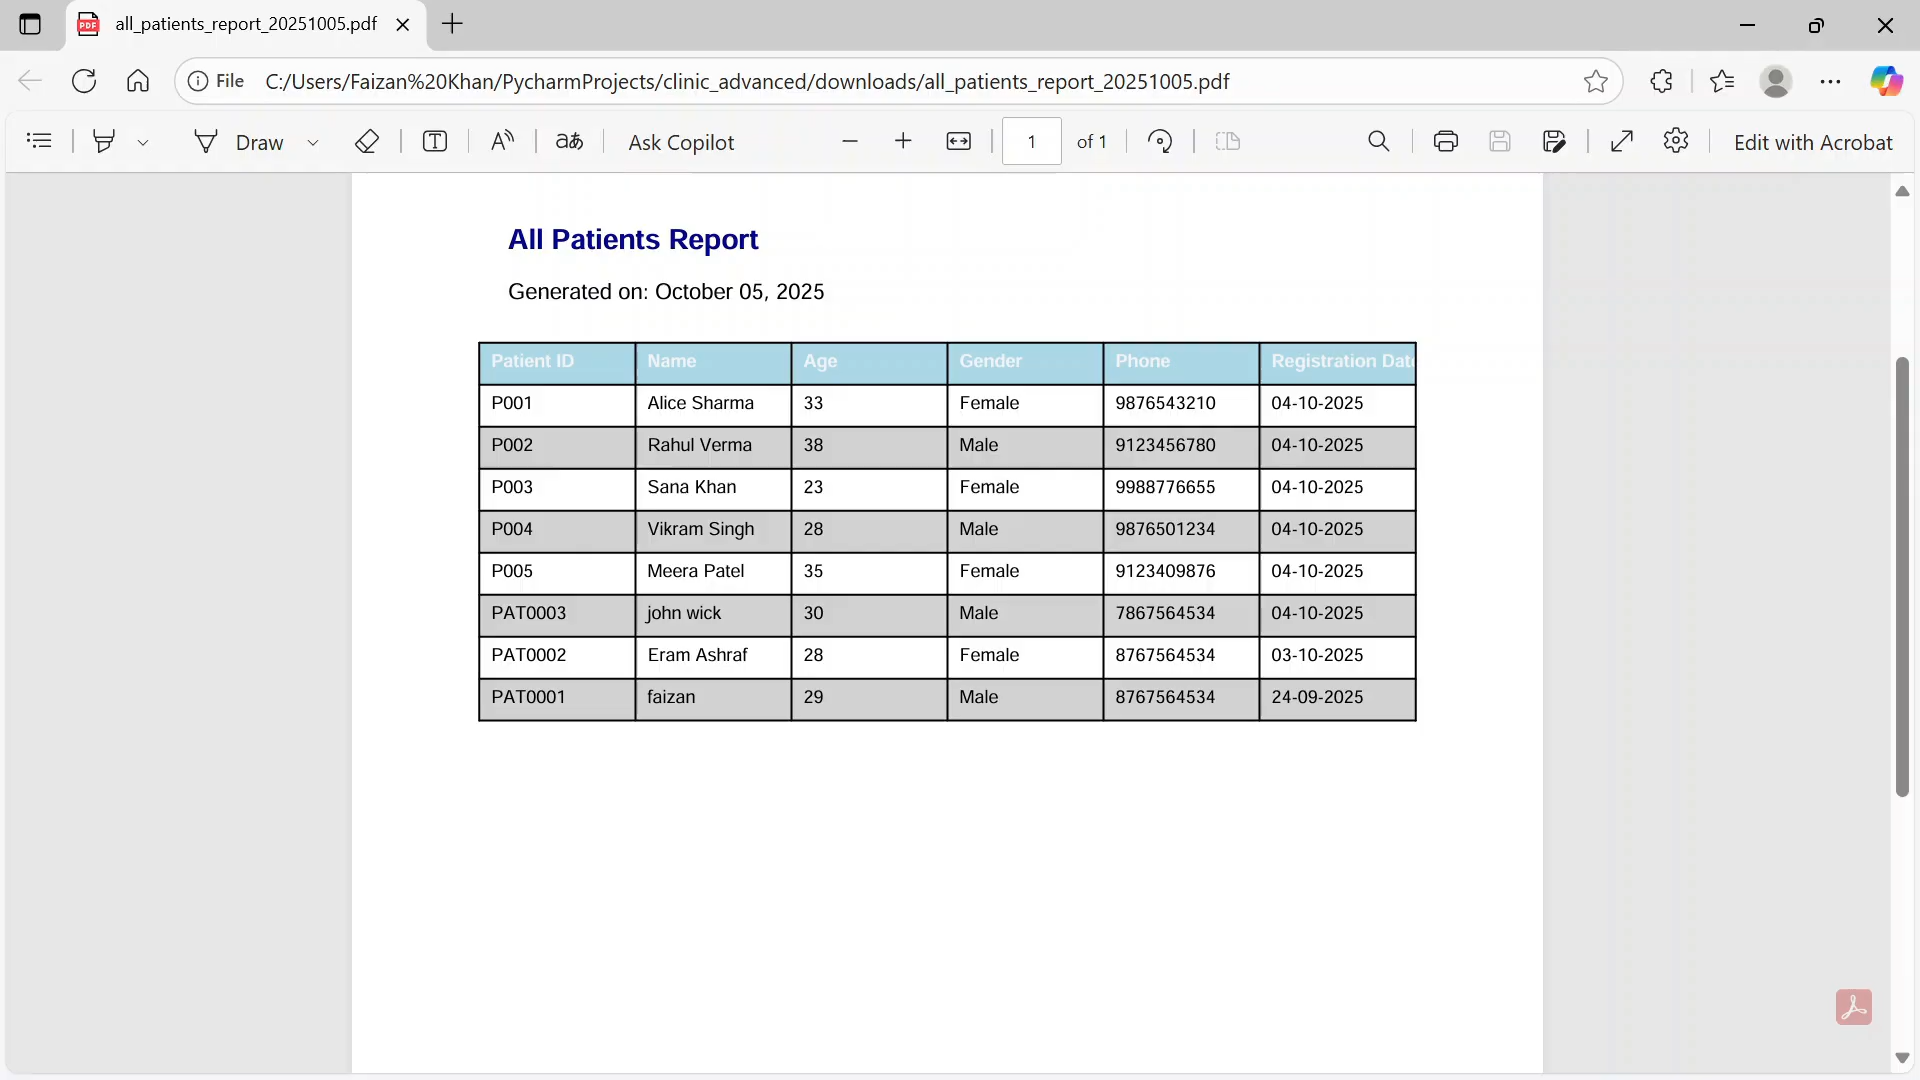 all_patients_report_20251005.pdf
File C:/Users/Faizan%20Khan/PycharmProjects/clinic_advanced/downloads/all_patients_report_20251005.pdf
Draw T A aあ Ask Copilot 1 of 1 Edit with Acrobat
All Patients Report
Generated on: October 05, 2025
Patient ID Name Age Gender Phone Registration Date
P001 Alice Sharma 33 Female 9876543210 04-10-2025
P002 Rahul Verma 38 Male 9123456780 04-10-2025
P003 Sana Khan 23 Female 9988776655 04-10-2025
P004 Vikram Singh 28 Male 9876501234 04-10-2025
P005 Meera Patel 35 Female 9123409876 04-10-2025
PAT0003 john wick 30 Male 7867564534 04-10-2025
PAT0002 Eram Ashraf 28 Female 8767564534 03-10-2025
PAT0001 faizan 29 Male 8767564534 24-09-2025